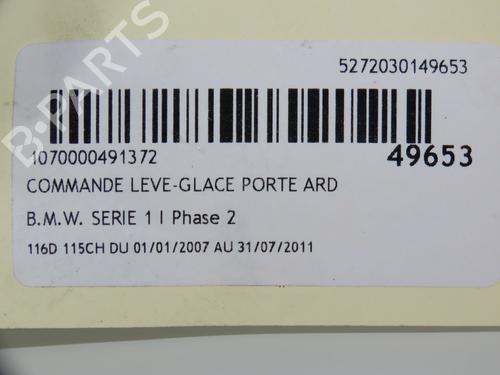 5272030149653
B-PARTS
1070000491372
49653
COMMANDE LEVE-GLACE PORTE ARD
B.M.W. SERIE 1 I Phase 2
116D 115CH DU 01/01/2007 AU 31/07/2011